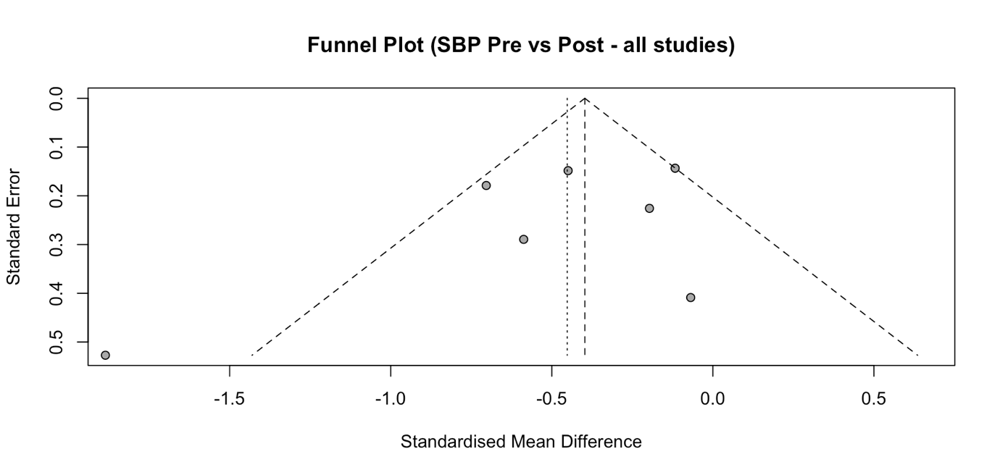 Funnel Plot (SBP Pre vs Post - all studies)
Standard Error
0.0
0.1
0.2
0.3
0.4
0.5
-1.5 -1.0 -0.5 0.0 0.5
Standardised Mean Difference